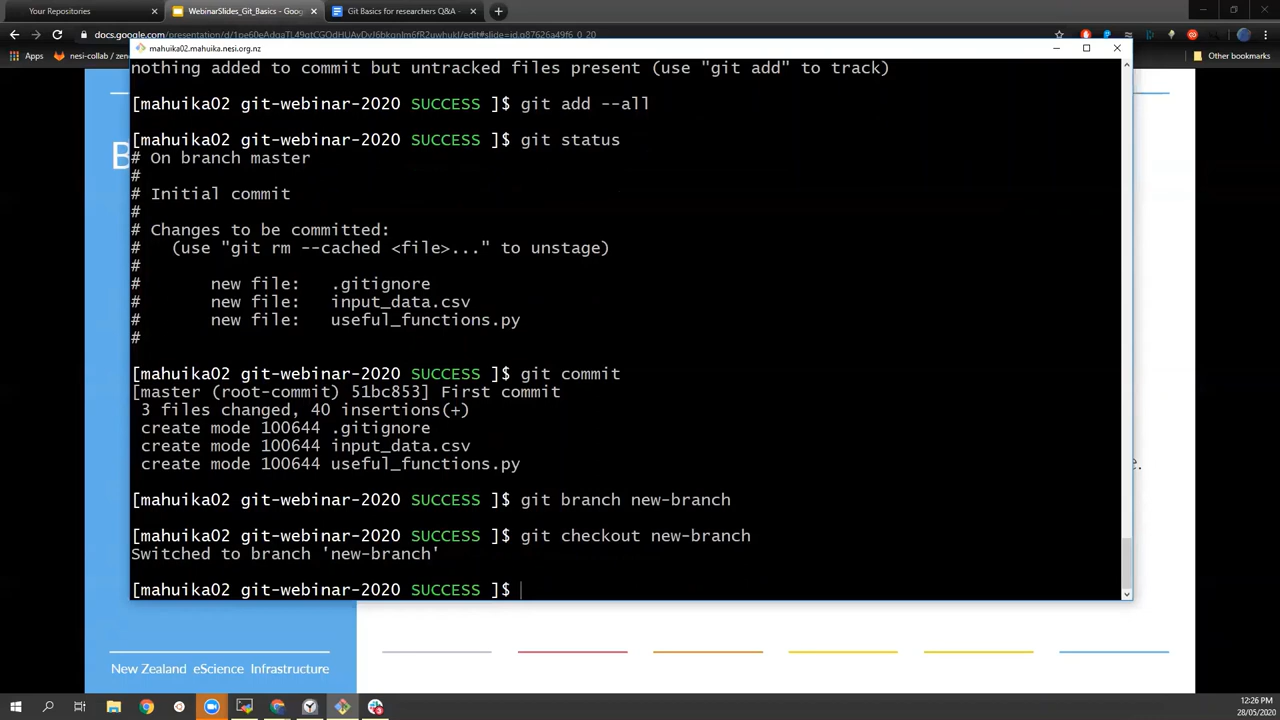 Your Repositories
WebinarSlides_Git_Basics - Goog
Git Basics for researchers Q&A -
docs.google.com
Apps
nesi-collab / zen
Other bookmarks
mahuika02.mahuika.nesi.org.nz
nothing added to commit but untracked files present (use "git add" to track)
[mahuika02 git-webinar-2020 SUCCESS ]$ git add --all
[mahuika02 git-webinar-2020 SUCCESS ]$ git status
# On branch master
#
# Initial commit
#
# Changes to be committed:
#   (use "git rm --cached <file>..." to unstage)
#
#       new file:   .gitignore
#       new file:   input_data.csv
#       new file:   useful_functions.py
#
[mahuika02 git-webinar-2020 SUCCESS ]$ git commit
[master (root-commit) 51bc853] First commit
 3 files changed, 40 insertions(+)
 create mode 100644 .gitignore
 create mode 100644 input_data.csv
 create mode 100644 useful_functions.py
[mahuika02 git-webinar-2020 SUCCESS ]$ git branch new-branch
[mahuika02 git-webinar-2020 SUCCESS ]$ git checkout new-branch
Switched to branch 'new-branch'
[mahuika02 git-webinar-2020 SUCCESS ]$
B
e.
New Zealand eScience Infrastructure
12:26 PM
28/05/2020